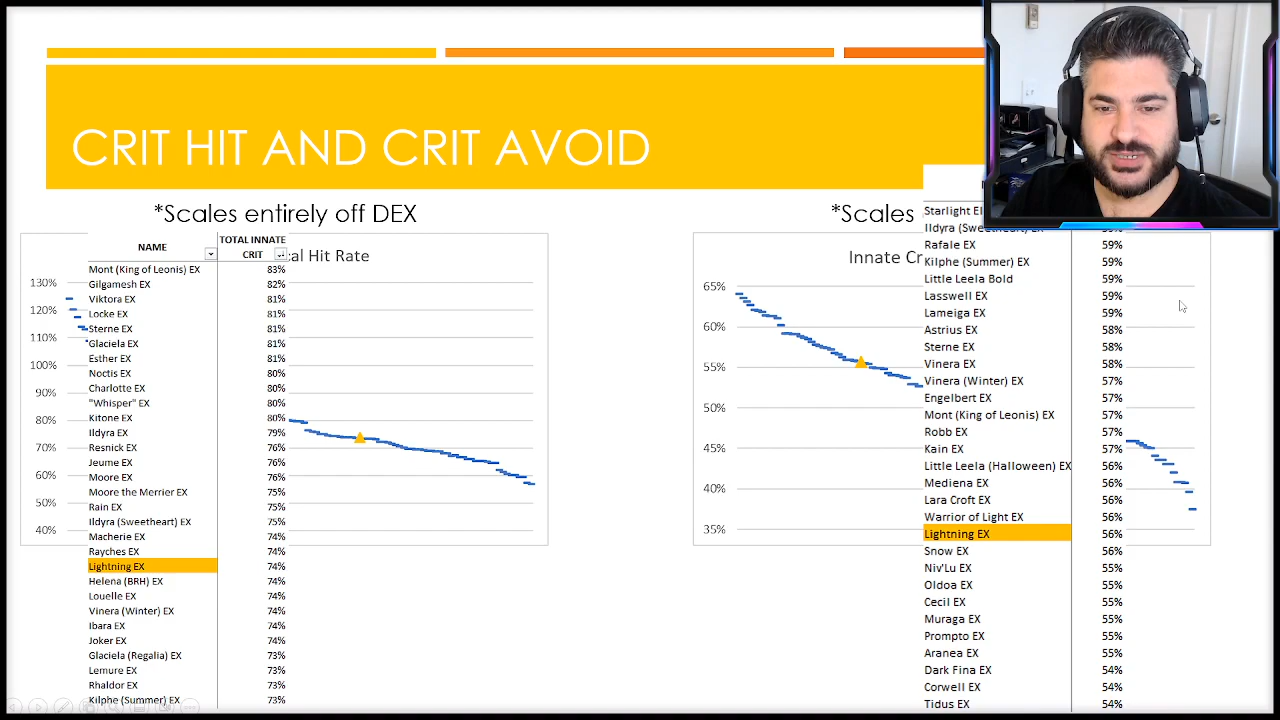 CRIT HIT AND CRIT AVOID
*Scales entirely off DEX
NAME TOTAL INNATE CRIT
al Hit Rate
130%
120%
110%
100%
90%
80%
70%
60%
50%
40%
Mont (King of Leonis) EX 83%
Gilgamesh EX 82%
Viktora EX 81%
Locke EX 81%
Sterne EX 81%
Glaciela EX 81%
Esther EX 81%
Noctis EX 80%
Charlotte EX 80%
"Whisper" EX 80%
Kitone EX 80%
Ildyra EX 79%
Resnick EX 76%
Jeume EX 76%
Moore EX 76%
Moore the Merrier EX 75%
Rain EX 75%
Ildyra (Sweetheart) EX 75%
Macherie EX 74%
Rayches EX 74%
Lightning EX 74%
Helena (BRH) EX 74%
Louelle EX 74%
Vinera (Winter) EX 74%
Ibara EX 74%
Joker EX 74%
Glaciela (Regalia) EX 73%
Lemure EX 73%
Rhaldor EX 73%
Kilphe (Summer) EX 73%
*Scales
Innate Cr
65%
60%
55%
50%
45%
40%
35%
Starlight El
Ildyra (Sweetheart) EX 59%
Rafale EX 59%
Kilphe (Summer) EX 59%
Little Leela Bold 59%
Lasswell EX 59%
Lameiga EX 59%
Astrius EX 58%
Sterne EX 58%
Vinera EX 58%
Vinera (Winter) EX 57%
Engelbert EX 57%
Mont (King of Leonis) EX 57%
Robb EX 57%
Kain EX 57%
Little Leela (Halloween) EX 56%
Mediena EX 56%
Lara Croft EX 56%
Warrior of Light EX 56%
Lightning EX 56%
Snow EX 56%
Niv'Lu EX 55%
Oldoa EX 55%
Cecil EX 55%
Muraga EX 55%
Prompto EX 55%
Aranea EX 55%
Dark Fina EX 54%
Corwell EX 54%
Tidus EX 54%